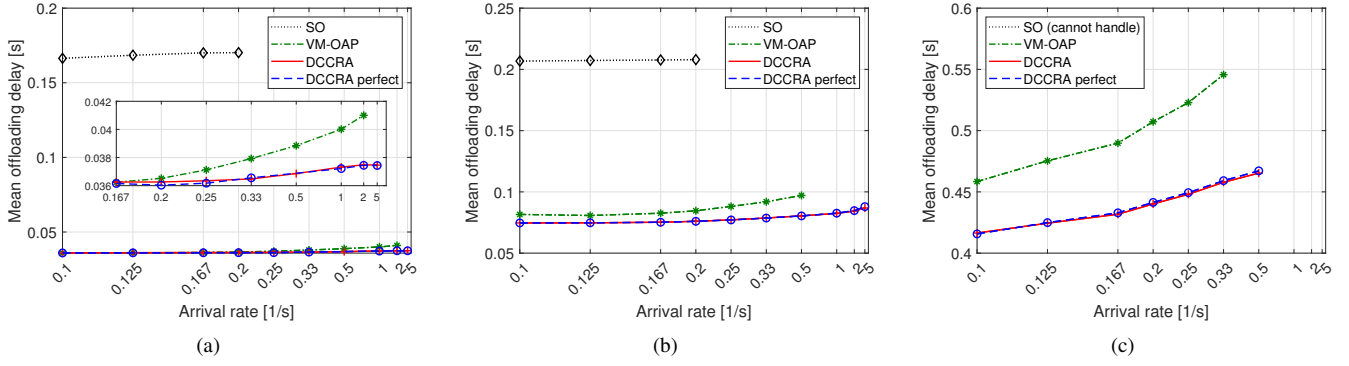 0.2
0.15
0.1
0.05
Mean offloading delay [s]
SO
VM-OAP
DCCRA
DCCRA perfect
0.042
0.04
0.038
0.036
0.167 0.2 0.25 0.33 0.5 1 2 5
0.1 0.125 0.167 0.2 0.25 0.33 0.5 1 2 5
Arrival rate [1/s]
(a)
0.25
0.2
0.15
0.1
0.05
Mean offloading delay [s]
SO
VM-OAP
DCCRA
DCCRA perfect
0.1 0.125 0.167 0.2 0.25 0.33 0.5 1 2 5
Arrival rate [1/s]
(b)
0.6
0.55
0.5
0.45
0.4
Mean offloading delay [s]
SO (cannot handle)
VM-OAP
DCCRA
DCCRA perfect
0.1 0.125 0.167 0.2 0.25 0.33 0.5 1 2 5
Arrival rate [1/s]
(c)